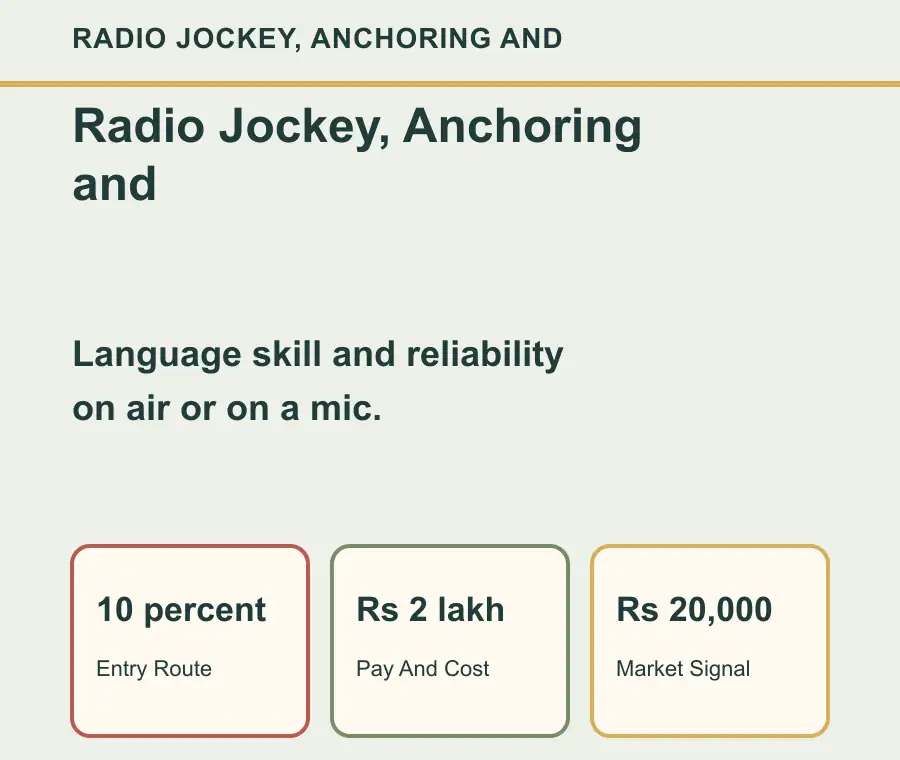 RADIO JOCKEY, ANCHORING AND
Radio Jockey, Anchoring
and
Language skill and reliability
on air or on a mic.
10 percent
Entry Route
Rs 2 lakh
Pay And Cost
Rs 20,000
Market Signal